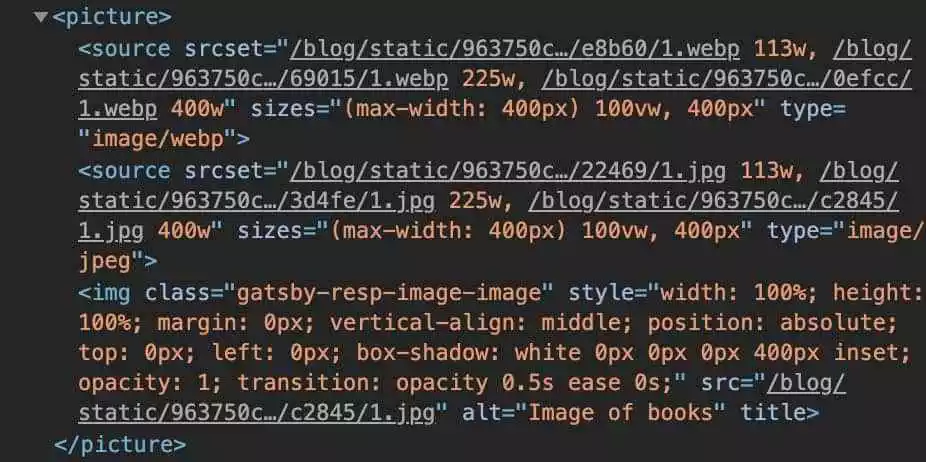 ▼<picture>
<source srcset="/blog/static/963750c…/e8b60/1.webp 113w, /blog/
static/963750c…/69015/1.webp 225w, /blog/static/963750c…/0efcc/
1.webp 400w" sizes="(max-width: 400px) 100vw, 400px" type=
"image/webp">
<source srcset="/blog/static/963750c…/22469/1.jpg 113w, /blog/
static/963750c…/3d4fe/1.jpg 225w, /blog/static/963750c…/c2845/
1.jpg 400w" sizes="(max-width: 400px) 100vw, 400px" type="image/
jpeg">
<img class="gatsby-resp-image-image" style="width: 100%; height:
100%; margin: 0px; vertical-align: middle; position: absolute;
top: 0px; left: 0px; box-shadow: white 0px 0px 0px 400px inset;
opacity: 1; transition: opacity 0.5s ease 0s;" src="/blog/
static/963750c…/c2845/1.jpg" alt="Image of books" title>
</picture>